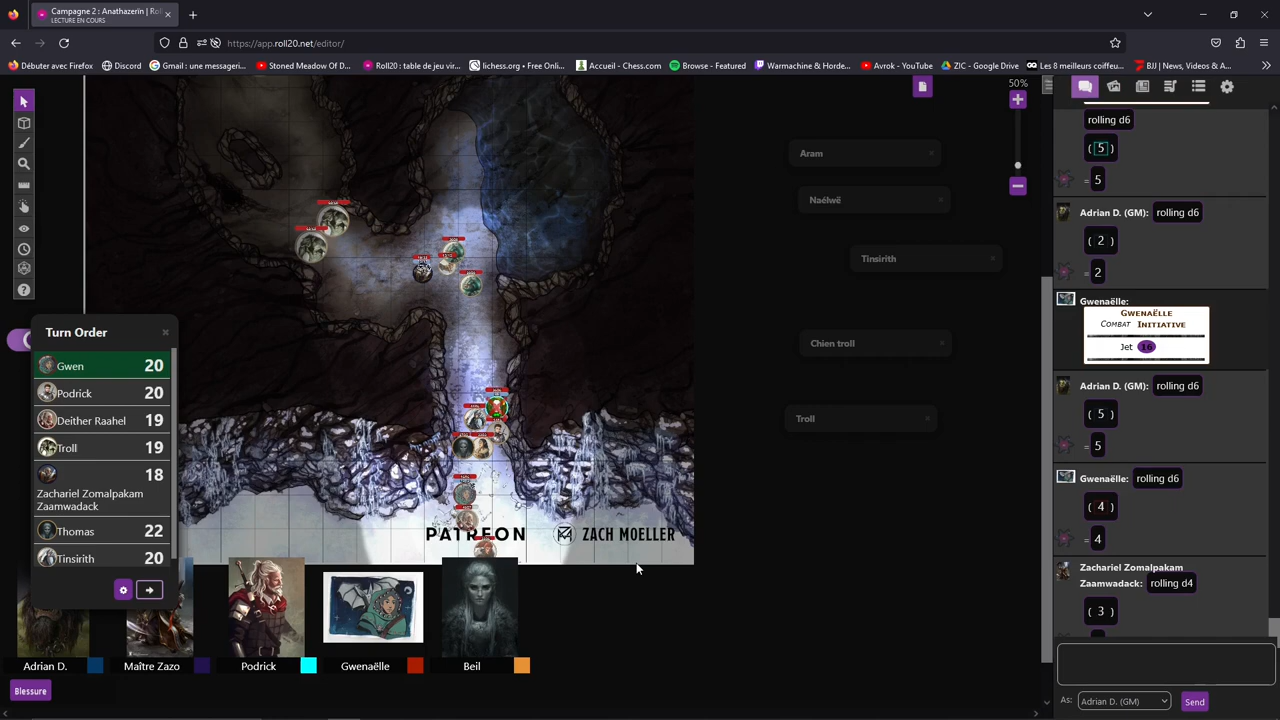 Campagne 2 : Anathazerïn | Rol
LECTURE EN COURS
https://app.roll20.net/editor/
Débuter avec Firefox
Discord
Gmail : une messageri...
Stoned Meadow Of D...
Roll20 : table de jeu vir...
lichess.org • Free Onli...
Accueil - Chess.com
Browse - Featured
Warmachine & Horde...
Avrok - YouTube
ZIC - Google Drive
Les 8 meilleurs coiffeu...
BJJ | News, Videos & A...
50%
Aram
Naëlwë
Tinsirith
Chien troll
Troll
Turn Order
Gwen 20
Podrick 20
Deither Raahel 19
Troll 19
18
Zachariel Zomalpakam
Zaamwadack
Thomas 22
Tinsirith 20
PATREON
ZACH MOELLER
Adrian D.
Maître Zazo
Podrick
Gwenaëlle
Beil
Blessure
rolling d6
( 5 )
= 5
Adrian D. (GM): rolling d6
( 2 )
= 2
Gwenaëlle:
GWENAËLLE
COMBAT INITIATIVE
Jet 16
Adrian D. (GM): rolling d6
( 5 )
= 5
Gwenaëlle: rolling d6
( 4 )
= 4
Zachariel Zomalpakam
Zaamwadack: rolling d4
( 3 )
As: Adrian D. (GM)
Send